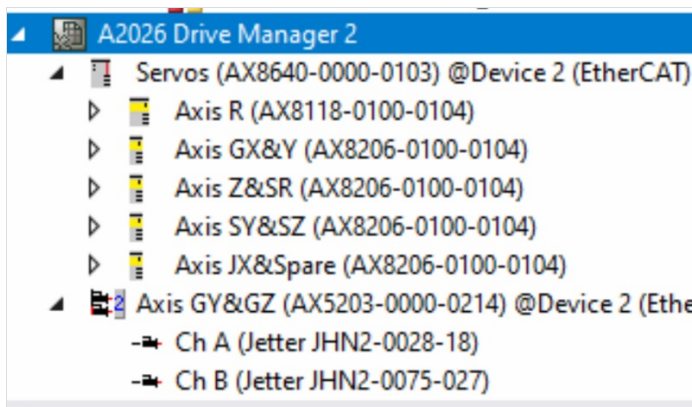 A2026 Drive Manager 2
Servos (AX8640-0000-0103) @Device 2 (EtherCAT)
Axis R (AX8118-0100-0104)
Axis GX&Y (AX8206-0100-0104)
Axis Z&SR (AX8206-0100-0104)
Axis SY&SZ (AX8206-0100-0104)
Axis JX&Spare (AX8206-0100-0104)
2 Axis GY&GZ (AX5203-0000-0214) @Device 2 (Ethe
Ch A (Jetter JHN2-0028-18)
Ch B (Jetter JHN2-0075-027)